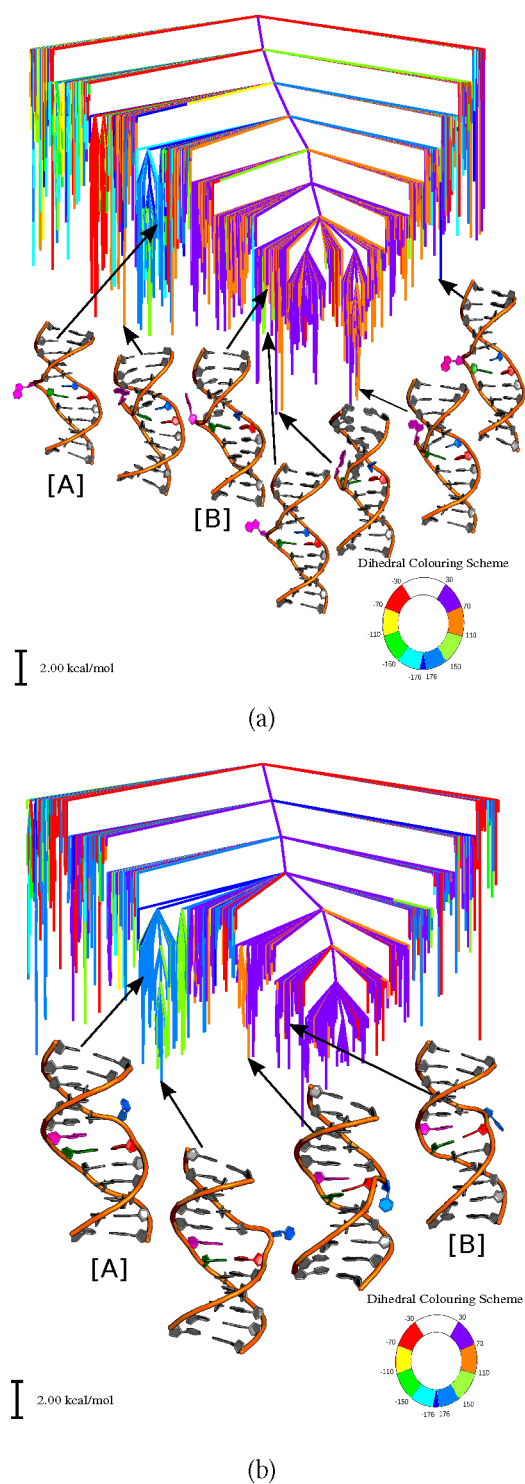 [A]
[B]
Dihedral Colouring Scheme
-30 30
-70 70
-110 110
-160 150
-176 176
2.00 kcal/mol
(a)
[A]
[B]
Dihedral Colouring Scheme
-30 30
-70 70
-110 110
-150 150
-176 176
2.00 kcal/mol
(b)